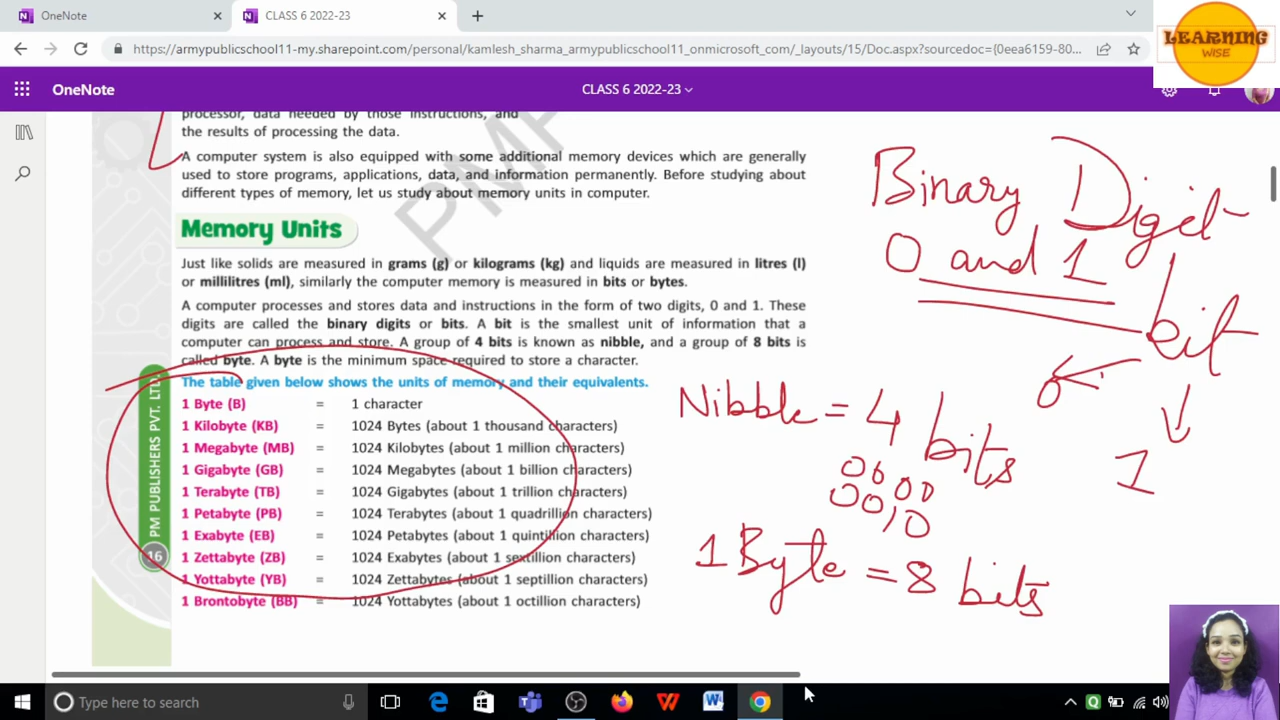 OneNote
CLASS 6 2022-23
https://armypublicschool11-my.sharepoint.com/personal/kamlesh_sharma_armypublicschool11_onmicrosoft_com/_layouts/15/Doc.aspx?sourcedoc={0eea6159-80...
LEARNING
WISE
OneNote
CLASS 6 2022-23
processor, data needed by those instructions, and
the results of processing the data.
A computer system is also equipped with some additional memory devices which are generally
used to store programs, applications, data, and information permanently. Before studying about
different types of memory, let us study about memory units in computer.
Memory Units
Just like solids are measured in grams (g) or kilograms (kg) and liquids are measured in litres (l)
or millilitres (ml), similarly the computer memory is measured in bits or bytes.
A computer processes and stores data and instructions in the form of two digits, 0 and 1. These
digits are called the binary digits or bits. A bit is the smallest unit of information that a
computer can process and store. A group of 4 bits is known as nibble, and a group of 8 bits is
called byte. A byte is the minimum space required to store a character.
The table given below shows the units of memory and their equivalents.
1 Byte (B) = 1 character
1 Kilobyte (KB) = 1024 Bytes (about 1 thousand characters)
1 Megabyte (MB) = 1024 Kilobytes (about 1 million characters)
1 Gigabyte (GB) = 1024 Megabytes (about 1 billion characters)
1 Terabyte (TB) = 1024 Gigabytes (about 1 trillion characters)
1 Petabyte (PB) = 1024 Terabytes (about 1 quadrillion characters)
1 Exabyte (EB) = 1024 Petabytes (about 1 quintillion characters)
1 Zettabyte (ZB) = 1024 Exabytes (about 1 sextillion characters)
1 Yottabyte (YB) = 1024 Zettabytes (about 1 septillion characters)
1 Brontobyte (BB) = 1024 Yottabytes (about 1 octillion characters)
PM PUBLISHERS PVT. LTD.
16
Binary Digit
0 and 1
bit
0
1
Nibble = 4 bits
0000
0010
1 Byte = 8 bits
Type here to search